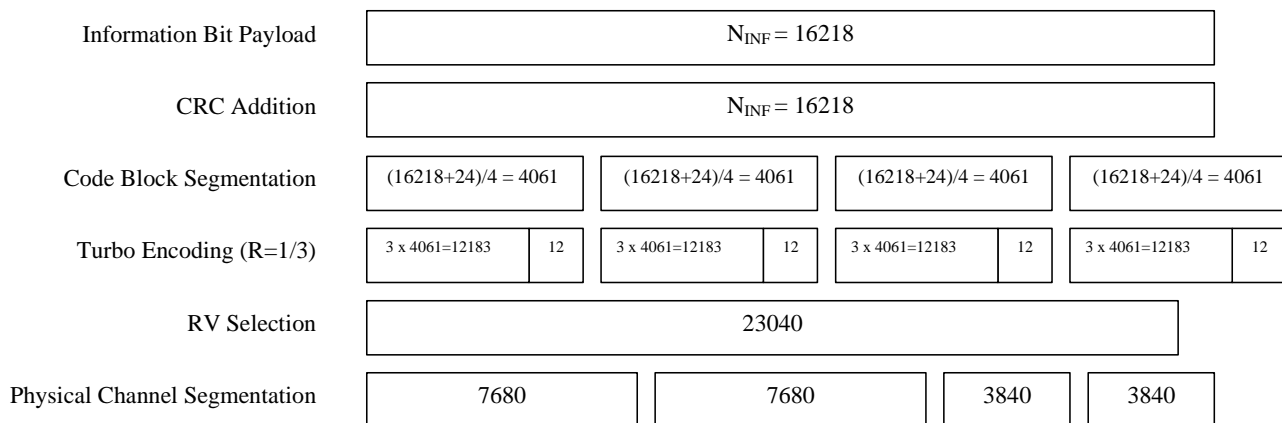 Information Bit Payload N_INF = 16218
CRC Addition N_INF = 16218
Code Block Segmentation (16218+24)/4 = 4061 (16218+24)/4 = 4061 (16218+24)/4 = 4061 (16218+24)/4 = 4061
Turbo Encoding (R=1/3) 3 x 4061=12183 12 3 x 4061=12183 12 3 x 4061=12183 12 3 x 4061=12183 12
RV Selection 23040
Physical Channel Segmentation 7680 7680 3840 3840